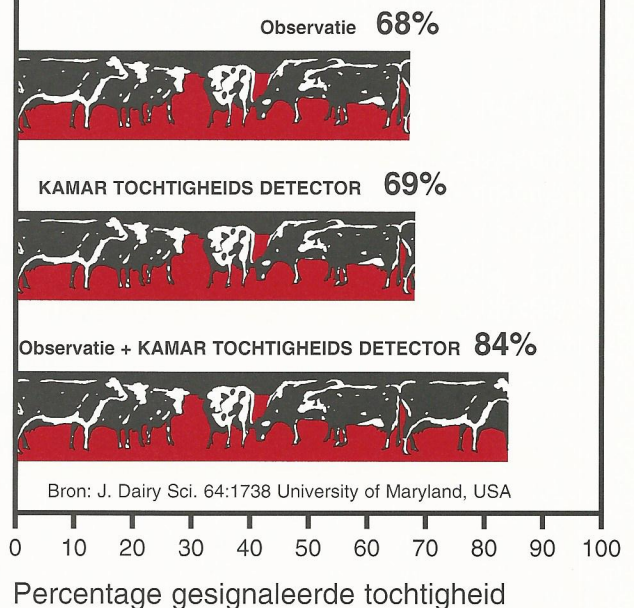 Observatie 68%
KAMAR TOCHTIGHEIDS DETECTOR 69%
Observatie + KAMAR TOCHTIGHEIDS DETECTOR 84%
Bron: J. Dairy Sci. 64:1738 University of Maryland, USA
0 10 20 30 40 50 60 70 80 90 100
Percentage gesignaleerde tochtigheid